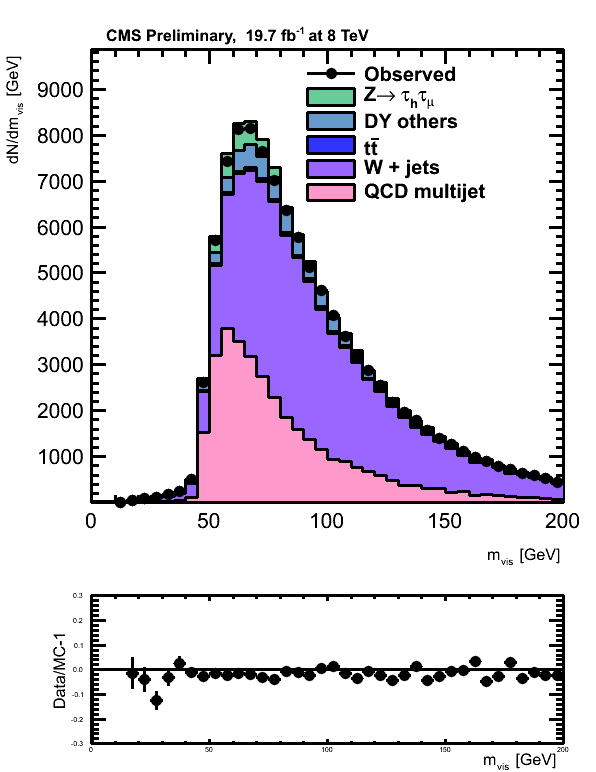 CMS Preliminary, 19.7 fb⁻¹ at 8 TeV
dN/dm_vis [GeV]
9000
8000
7000
6000
5000
4000
3000
2000
1000
Observed
Z→ τ_hτ_μ
DY others
tt̄
W + jets
QCD multijet
0 50 100 150 200
m_vis [GeV]
Data/MC-1
0.3
0.2
0.1
0.0
-0.1
-0.2
-0.3
0 50 100 150 200
m_vis [GeV]